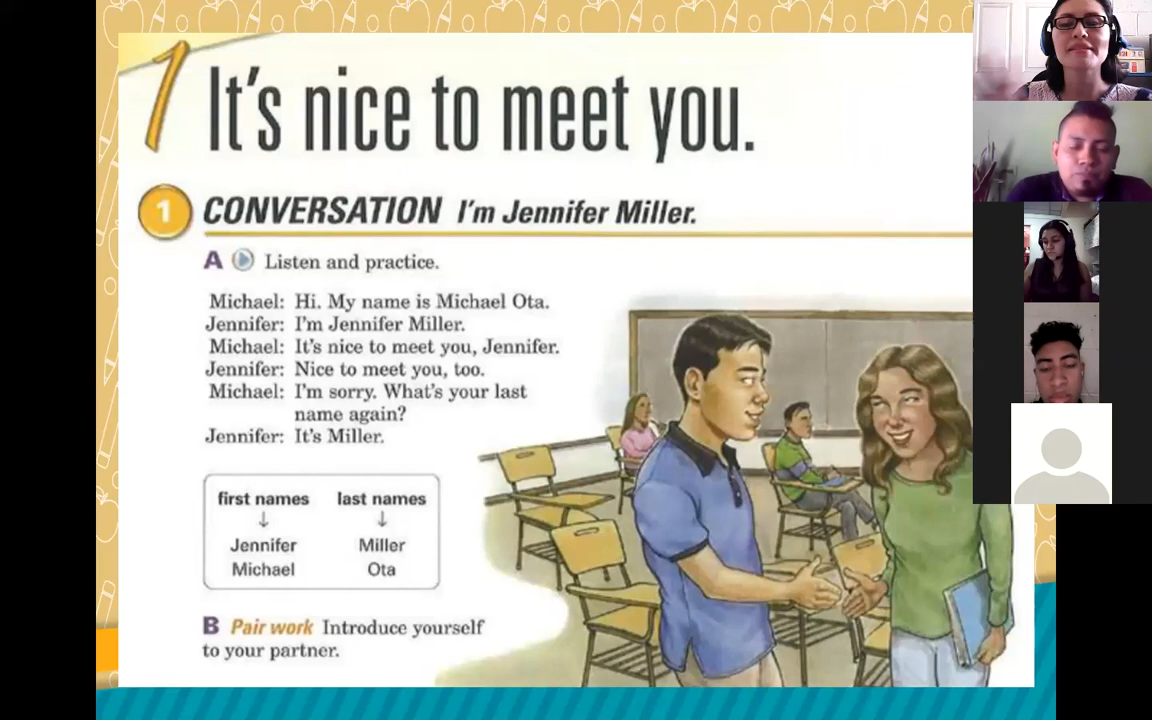 1 It's nice to meet you.
1 CONVERSATION I'm Jennifer Miller.
A Listen and practice.
Michael: Hi. My name is Michael Ota.
Jennifer: I'm Jennifer Miller.
Michael: It's nice to meet you, Jennifer.
Jennifer: Nice to meet you, too.
Michael: I'm sorry. What's your last
name again?
Jennifer: It's Miller.
first names last names
↓ ↓
Jennifer Miller
Michael Ota
B Pair work Introduce yourself
to your partner.